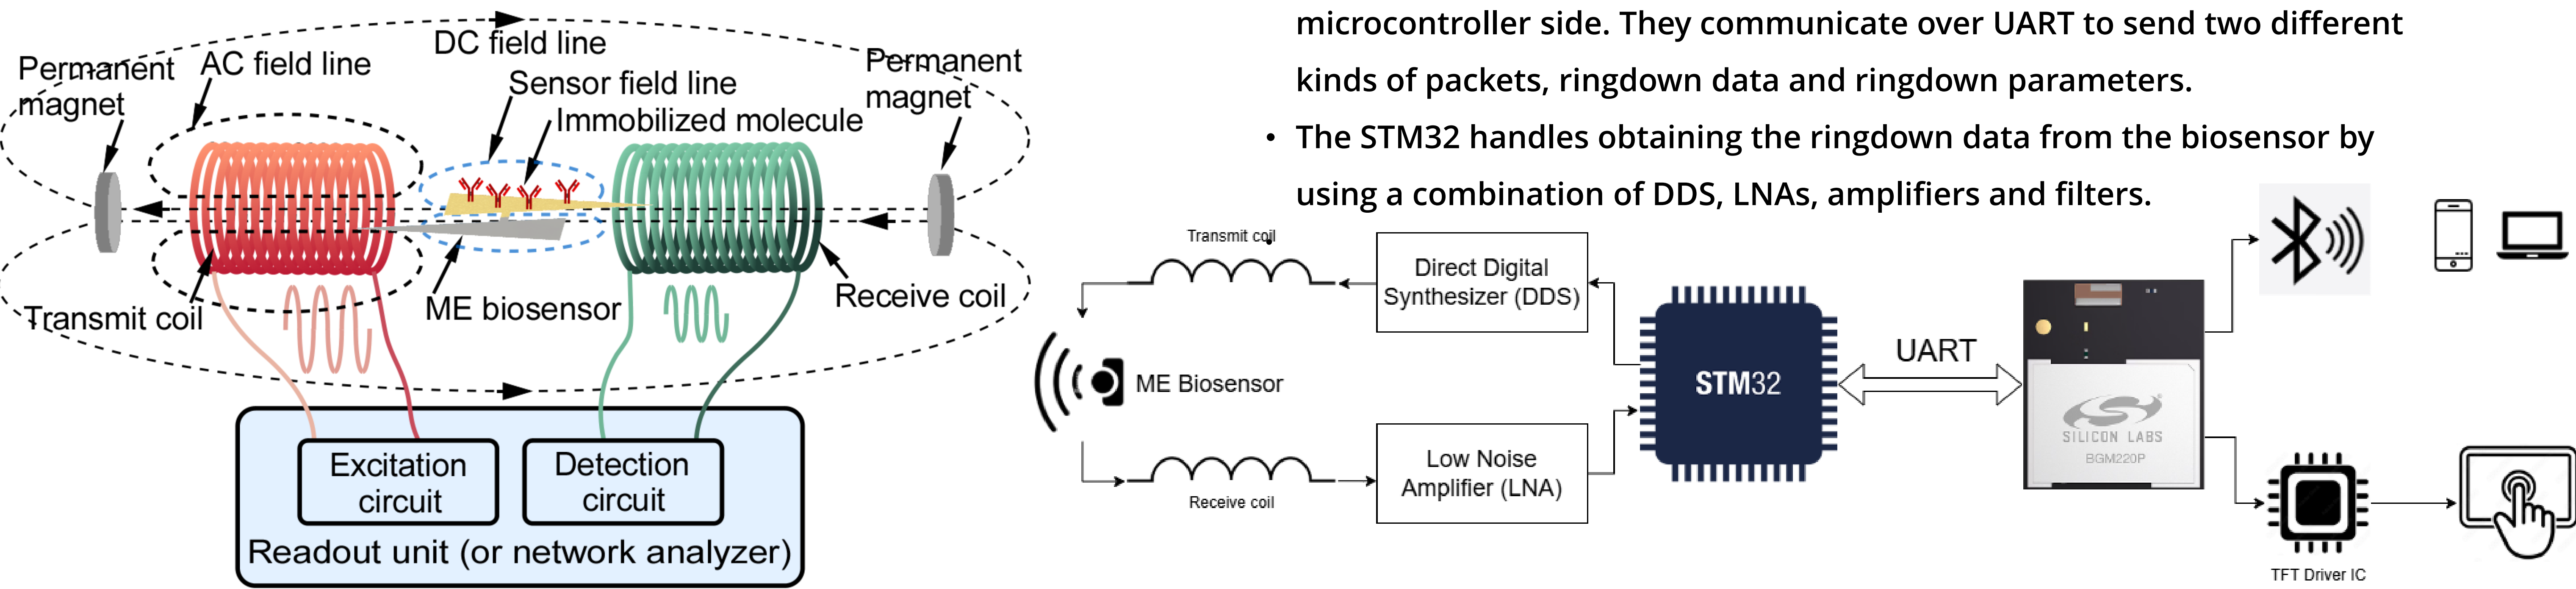 DC field line
Permanent
magnet
AC field line
Sensor field line
Immobilized molecule
Permanent
magnet
Transmit coil
ME biosensor
Receive coil
Excitation
circuit
Detection
circuit
Readout unit (or network analyzer)
microcontroller side. They communicate over UART to send two different
kinds of packets, ringdown data and ringdown parameters.
• The STM32 handles obtaining the ringdown data from the biosensor by
using a combination of DDS, LNAs, amplifiers and filters.
Transmit coil
Direct Digital
Synthesizer (DDS)
ME Biosensor
Low Noise
Amplifier (LNA)
Receive coil
STM32
UART
SILICON LABS
BGM220P
TFT Driver IC